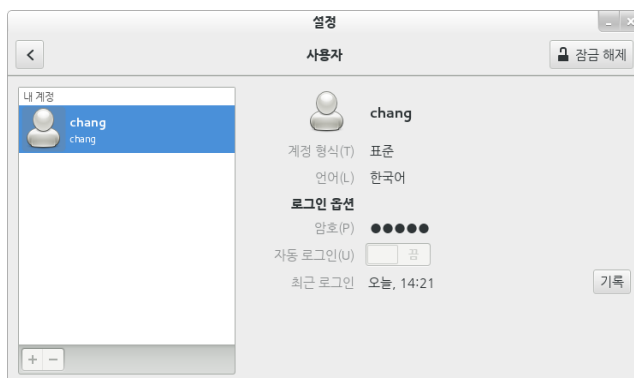 설정
사용자
잠금 해제
내 계정
chang
chang
chang
계정 형식(T) 표준
언어(L) 한국어
로그인 옵션
암호(P) ●●●●●
자동 로그인(U) 끔
최근 로그인 오늘, 14:21
기록